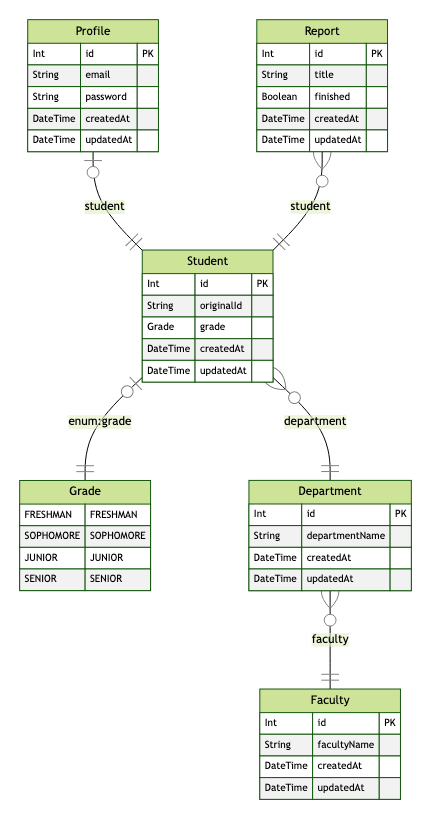 Profile
Int id PK
String email
String password
DateTime createdAt
DateTime updatedAt
Report
Int id PK
String title
Boolean finished
DateTime createdAt
DateTime updatedAt
student
student
Student
Int id PK
String originalId
Grade grade
DateTime createdAt
DateTime updatedAt
enum:grade
department
Grade
FRESHMAN FRESHMAN
SOPHOMORE SOPHOMORE
JUNIOR JUNIOR
SENIOR SENIOR
Department
Int id PK
String departmentName
DateTime createdAt
DateTime updatedAt
faculty
Faculty
Int id PK
String facultyName
DateTime createdAt
DateTime updatedAt